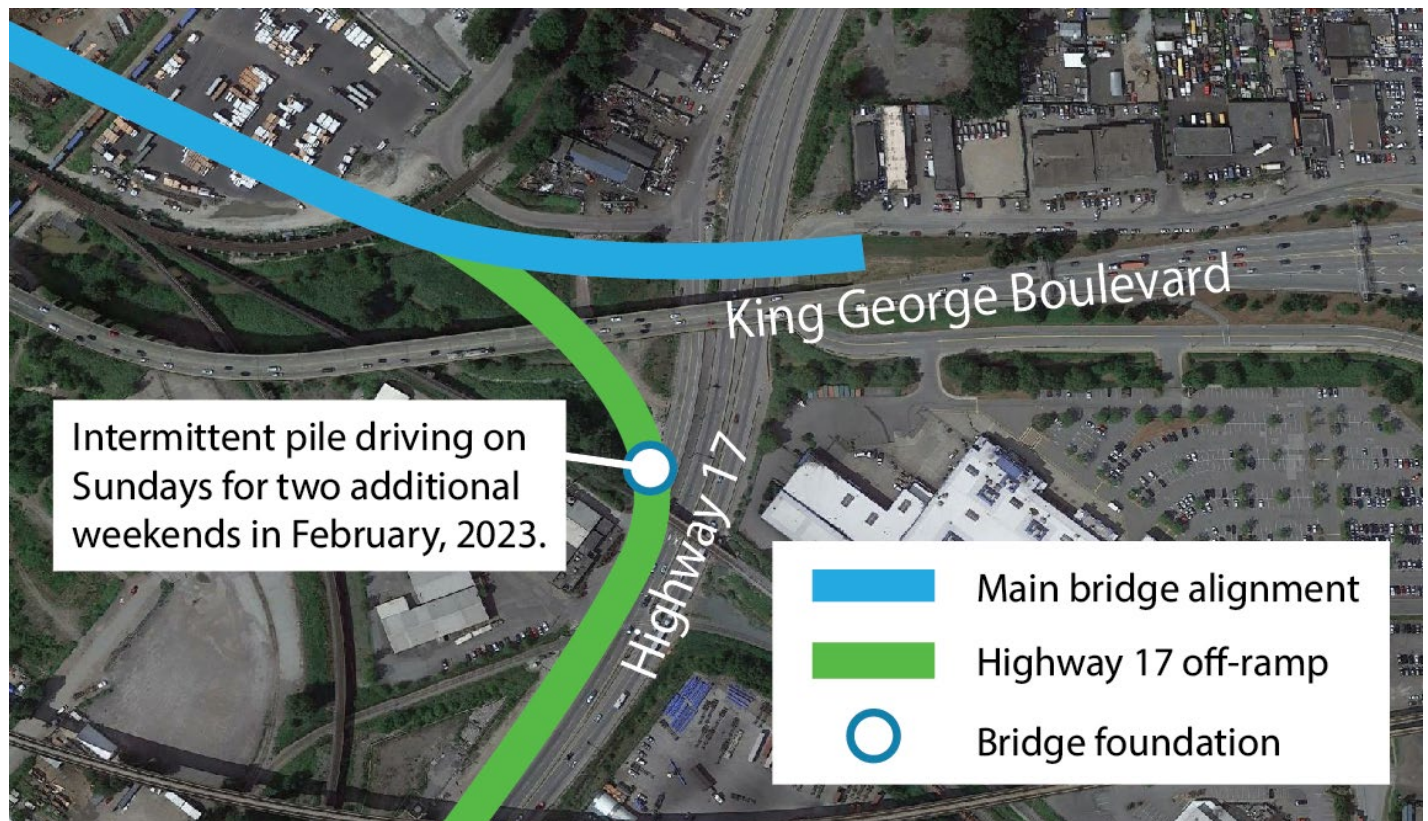 King George Boulevard
Intermittent pile driving on
Sundays for two additional
weekends in February, 2023.
Highway 17
Main bridge alignment
Highway 17 off-ramp
Bridge foundation